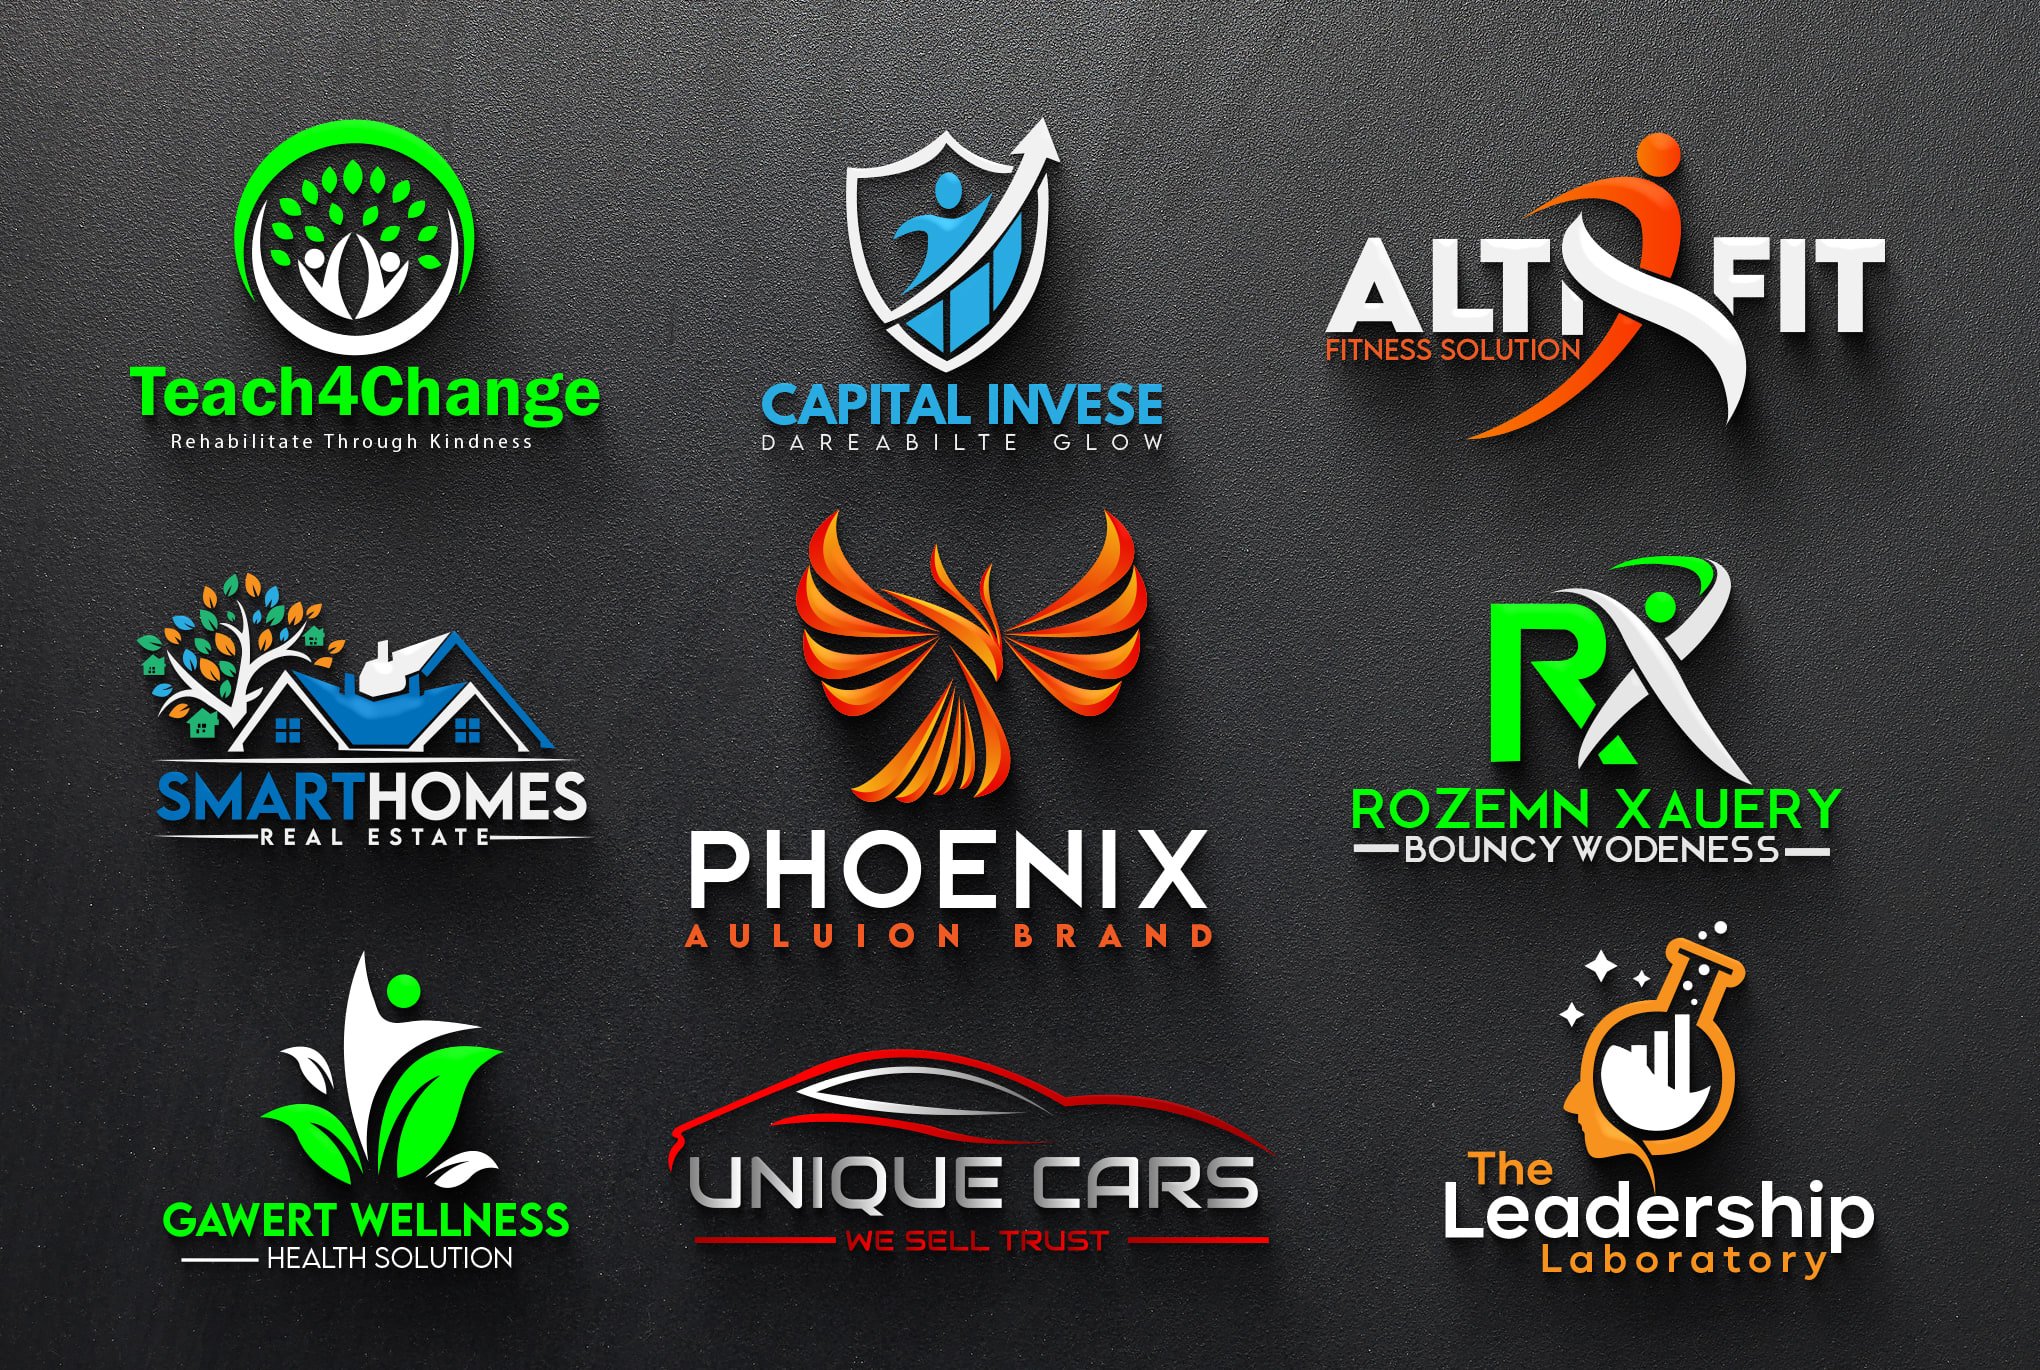 Teach4Change
Rehabilitate Through Kindness
CAPITAL INVESE
DAREABILTE GLOW
ALTI FIT
FITNESS SOLUTION
SMARTHOMES
REAL ESTATE
PHOENIX
AULUION BRAND
RX
ROZEMN XAUERY
BOUNCY WODENESS
GAWERT WELLNESS
HEALTH SOLUTION
UNIQUE CARS
WE SELL TRUST
The
Leadership
Laboratory